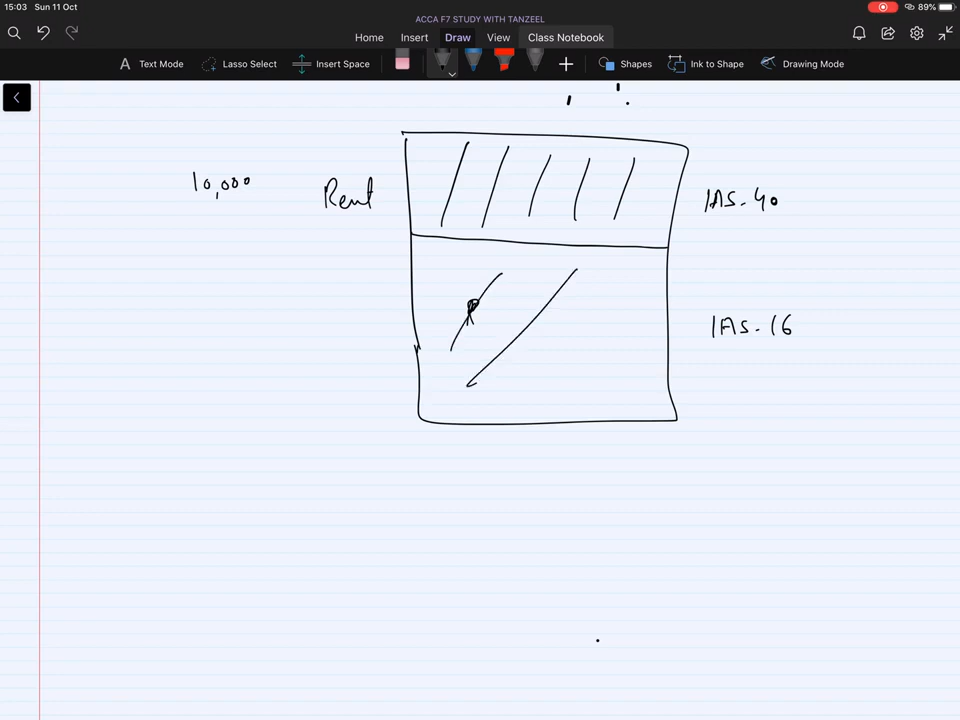 15:03 Sun 11 Oct 89%
ACCA F7 STUDY WITH TANZEEL
Home Insert Draw View Class Notebook
A Text Mode Lasso Select Insert Space Shapes Ink to Shape Drawing Mode
10,000 Rent IAS-40
IAS-16